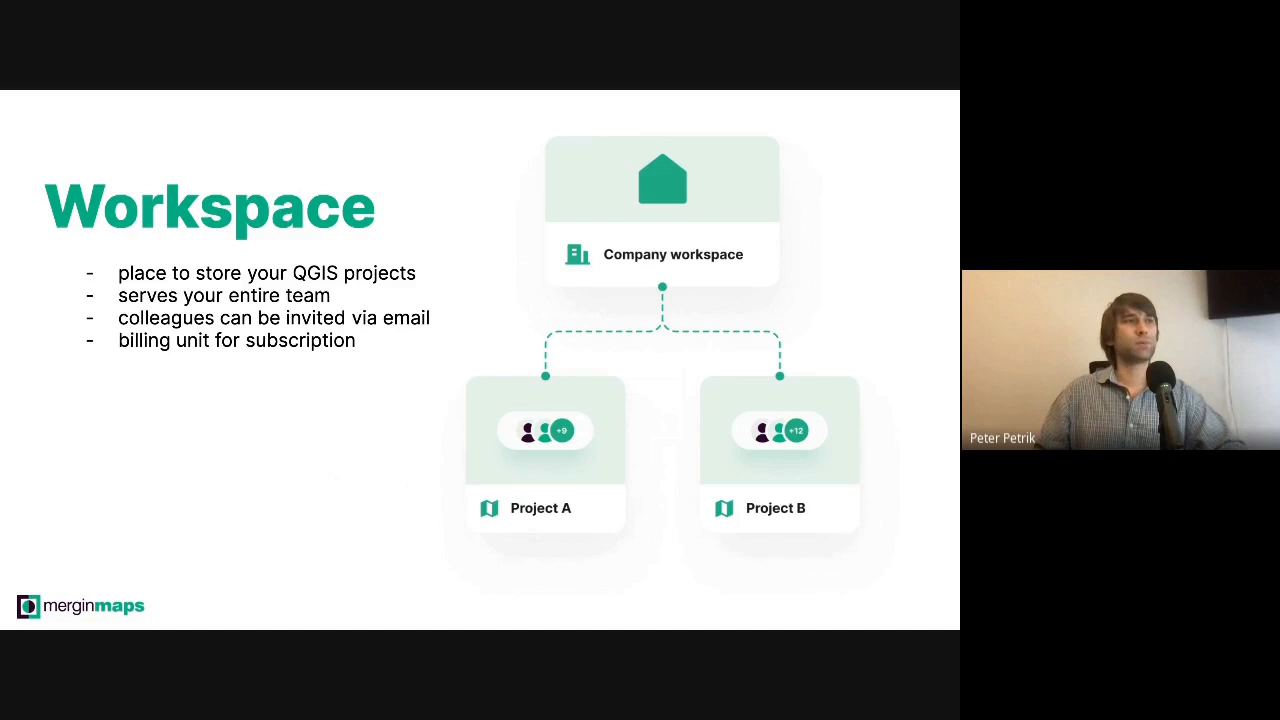 Workspace
- place to store your QGIS projects
- serves your entire team
- colleagues can be invited via email
- billing unit for subscription
Company workspace
+9
+12
Project A
Project B
merginmaps
Peter Petrik